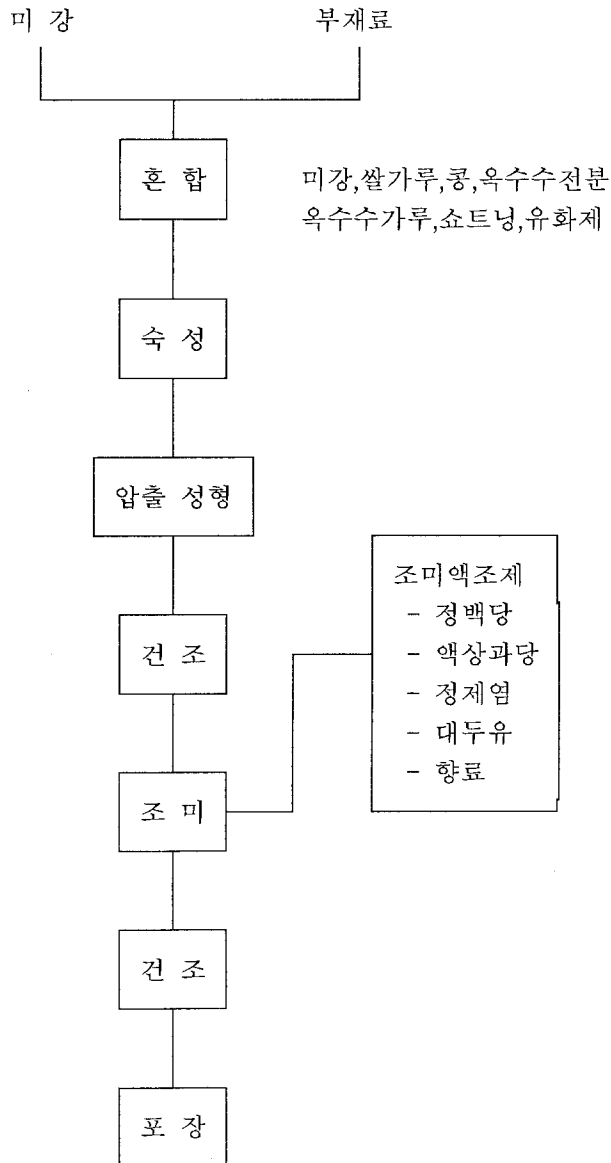 미 강
부재료
혼 합
미강,쌀가루,콩,옥수수전분
옥수수가루,쇼트닝,유화제
숙 성
압출 성형
건 조
조미액조제
- 정백당
- 액상과당
- 정제염
- 대두유
- 향료
조 미
건 조
포 장